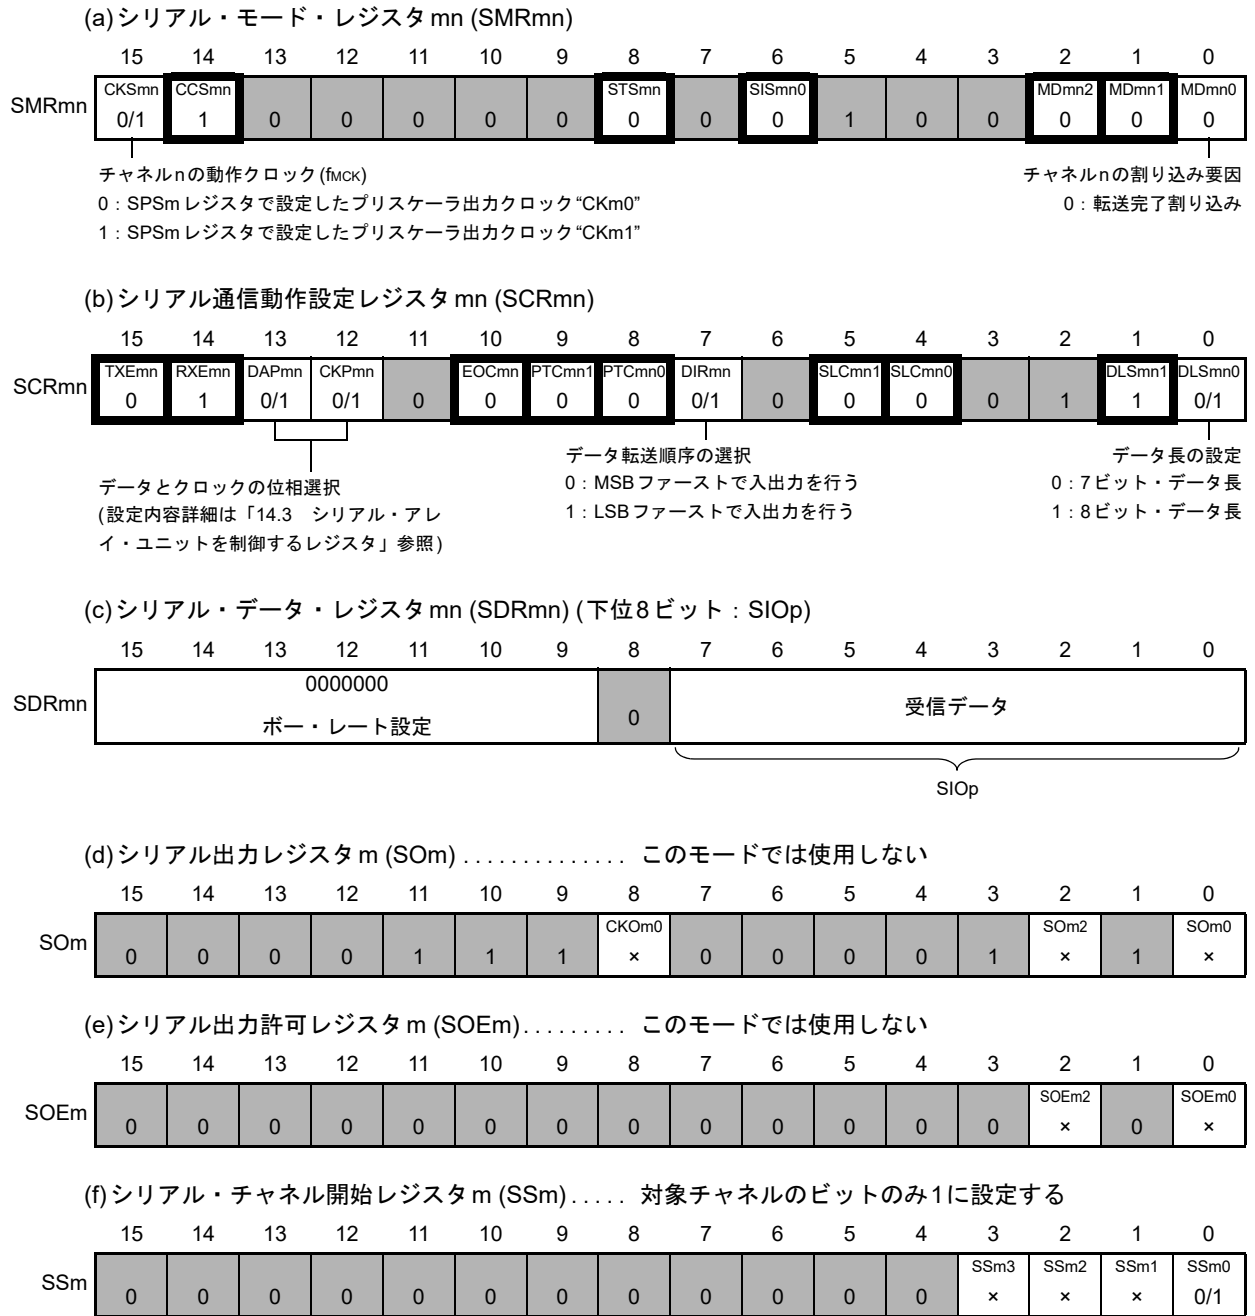 (a)シリアル・モード・レジスタmn (SMRmn)
15 14 13 12 11 10 9 8 7 6 5 4 3 2 1 0
CKSmn CCSmn STSmn SISmn0 MDmn2 MDmn1 MDmn0
SMRmn 0/1 1 0 0 0 0 0 0 0 0 1 0 0 0 0 0
チャネルnの動作クロック(fMCK)
0：SPSmレジスタで設定したプリスケーラ出力クロック“CKm0”
1：SPSmレジスタで設定したプリスケーラ出力クロック“CKm1”
チャネルnの割り込み要因
0：転送完了割り込み
(b)シリアル通信動作設定レジスタmn (SCRmn)
15 14 13 12 11 10 9 8 7 6 5 4 3 2 1 0
TXEmn RXEmn DAPmn CKPmn EOCmn PTCmn1 PTCmn0 DIRmn SLCmn1 SLCmn0 DLSmn1 DLSmn0
SCRmn 0 1 0/1 0/1 0 0 0 0 0/1 0 0 0 0 1 1 0/1
データとクロックの位相選択
(設定内容詳細は「14.3　シリアル・アレ
イ・ユニットを制御するレジスタ」参照)
データ転送順序の選択
0：MSBファーストで入出力を行う
1：LSBファーストで入出力を行う
データ長の設定
0：7ビット・データ長
1：8ビット・データ長
(c)シリアル・データ・レジスタmn (SDRmn) (下位8ビット：SIOp)
15 14 13 12 11 10 9 8 7 6 5 4 3 2 1 0
0000000
SDRmn ボー・レート設定 0 受信データ
SIOp
(d)シリアル出力レジスタm (SOm) .............. このモードでは使用しない
15 14 13 12 11 10 9 8 7 6 5 4 3 2 1 0
CKOm0 SOm2 SOm0
SOm 0 0 0 0 1 1 1 × 0 0 0 0 1 × 1 ×
(e)シリアル出力許可レジスタm (SOEm)......... このモードでは使用しない
15 14 13 12 11 10 9 8 7 6 5 4 3 2 1 0
SOEm2 SOEm0
SOEm 0 0 0 0 0 0 0 0 0 0 0 0 0 × 0 ×
(f)シリアル・チャネル開始レジスタm (SSm)..... 対象チャネルのビットのみ1に設定する
15 14 13 12 11 10 9 8 7 6 5 4 3 2 1 0
SSm3 SSm2 SSm1 SSm0
SSm 0 0 0 0 0 0 0 0 0 0 0 0 × × × 0/1